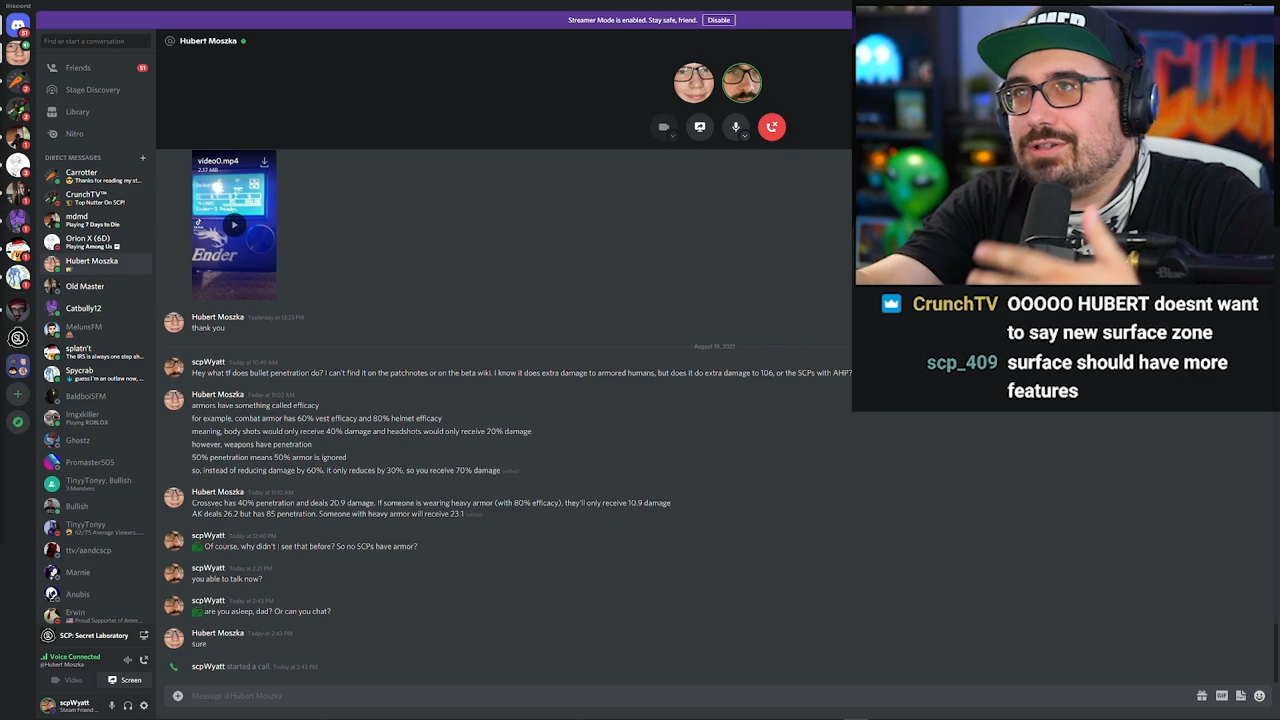 Discord
Streamer Mode is enabled. Stay safe, friend.
Disable
Find or start a conversation
Hubert Moszka
Friends
51
Stage Discovery
Library
Nitro
DIRECT MESSAGES
Carrotter
Thanks for reading my st...
CrunchTV™
Top Nutter On SCP!
mdmd
Playing 7 Days to Die
Orion X (6D)
Playing Among Us
Hubert Moszka
Old Master
Catbully12
MelunsFM
splatn't
The IRS is always one step ah...
Spycrab
guess I'm an outlaw now, ...
BaldboiSFM
Imgxkiller
Playing ROBLOX
Ghostz
Promaster505
TinyyTonyy, Bullish
3 Members
Bullish
TinyyTonyy
62/75 Average Viewers....
ttv/aandcscp
Marnie
Anubis
Erwin
Proud Supporter of Amer...
SCP: Secret Laboratory
Voice Connected
@Hubert Moszka
Video
Screen
scpWyatt
Steam Friend ...
video0.mp4
2.17 MB
Ender
Hubert Moszka Yesterday at 12:23 PM
thank you
August 19, 2021
scpWyatt Today at 10:49 AM
Hey what tf does bullet penetration do? I can't find it on the patchnotes or on the beta wiki. I know it does extra damage to armored humans, but does it do extra damage to 106, or the SCPs with AHP?
Hubert Moszka Today at 11:02 AM
armors have something called efficacy
for example, combat armor has 60% vest efficacy and 80% helmet efficacy
meaning, body shots would only receive 40% damage and headshots would only receive 20% damage
however, weapons have penetration
50% penetration means 50% armor is ignored
so, instead of reducing damage by 60%, it only reduces by 30%, so you receive 70% damage (edited)
Hubert Moszka Today at 11:10 AM
Crossvec has 40% penetration and deals 20.9 damage. If someone is wearing heavy armor (with 80% efficacy), they'll only receive 10.9 damage
AK deals 26.2 but has 85 penetration. Someone with heavy armor will receive 23.1 (edited)
scpWyatt Today at 12:40 PM
Of course, why didn't I see that before? So no SCPs have armor?
scpWyatt Today at 2:21 PM
you able to talk now?
scpWyatt Today at 2:43 PM
are you asleep, dad? Or can you chat?
Hubert Moszka Today at 2:43 PM
sure
scpWyatt started a call. Today at 2:43 PM
Message @Hubert Moszka
GIF
Blue
CrunchTV OOOOO HUBERT doesnt want
to say new surface zone
scp_409 surface should have more
features